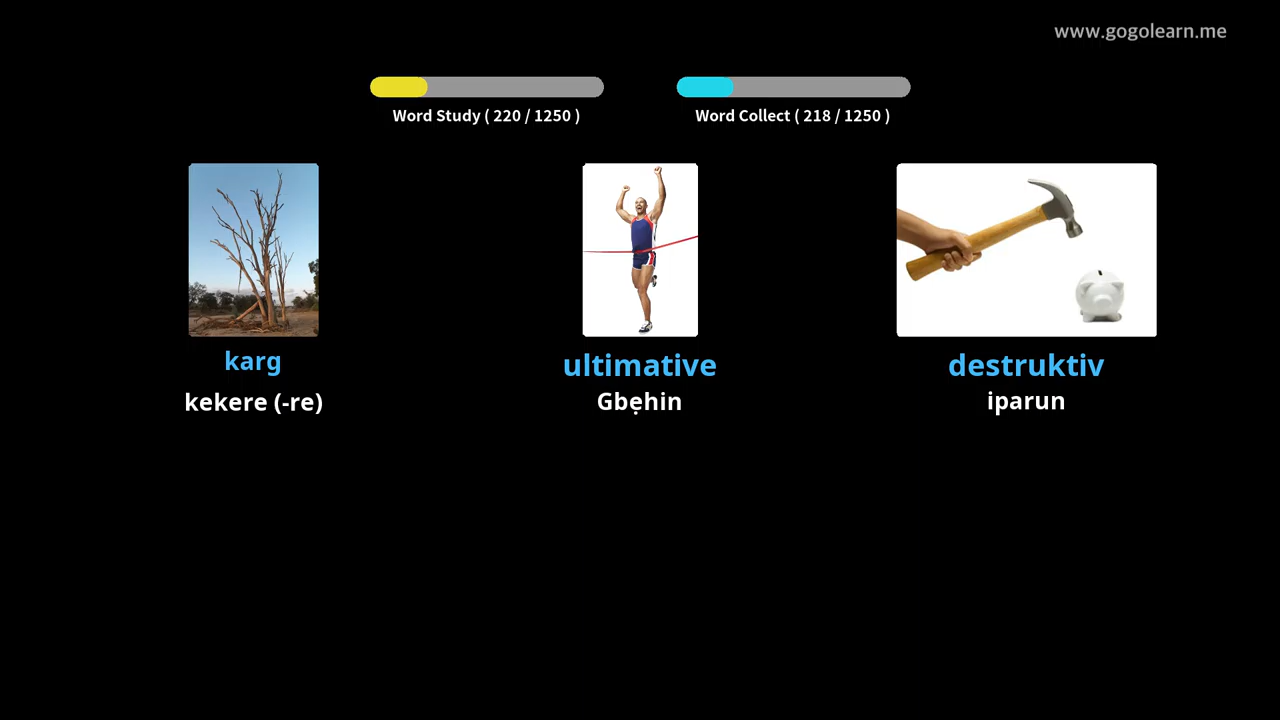 www.gogolearn.me
Word Study ( 220 / 1250 )
Word Collect ( 218 / 1250 )
karg
ultimative
destruktiv
kekere (-re)
Gbẹhin
iparun